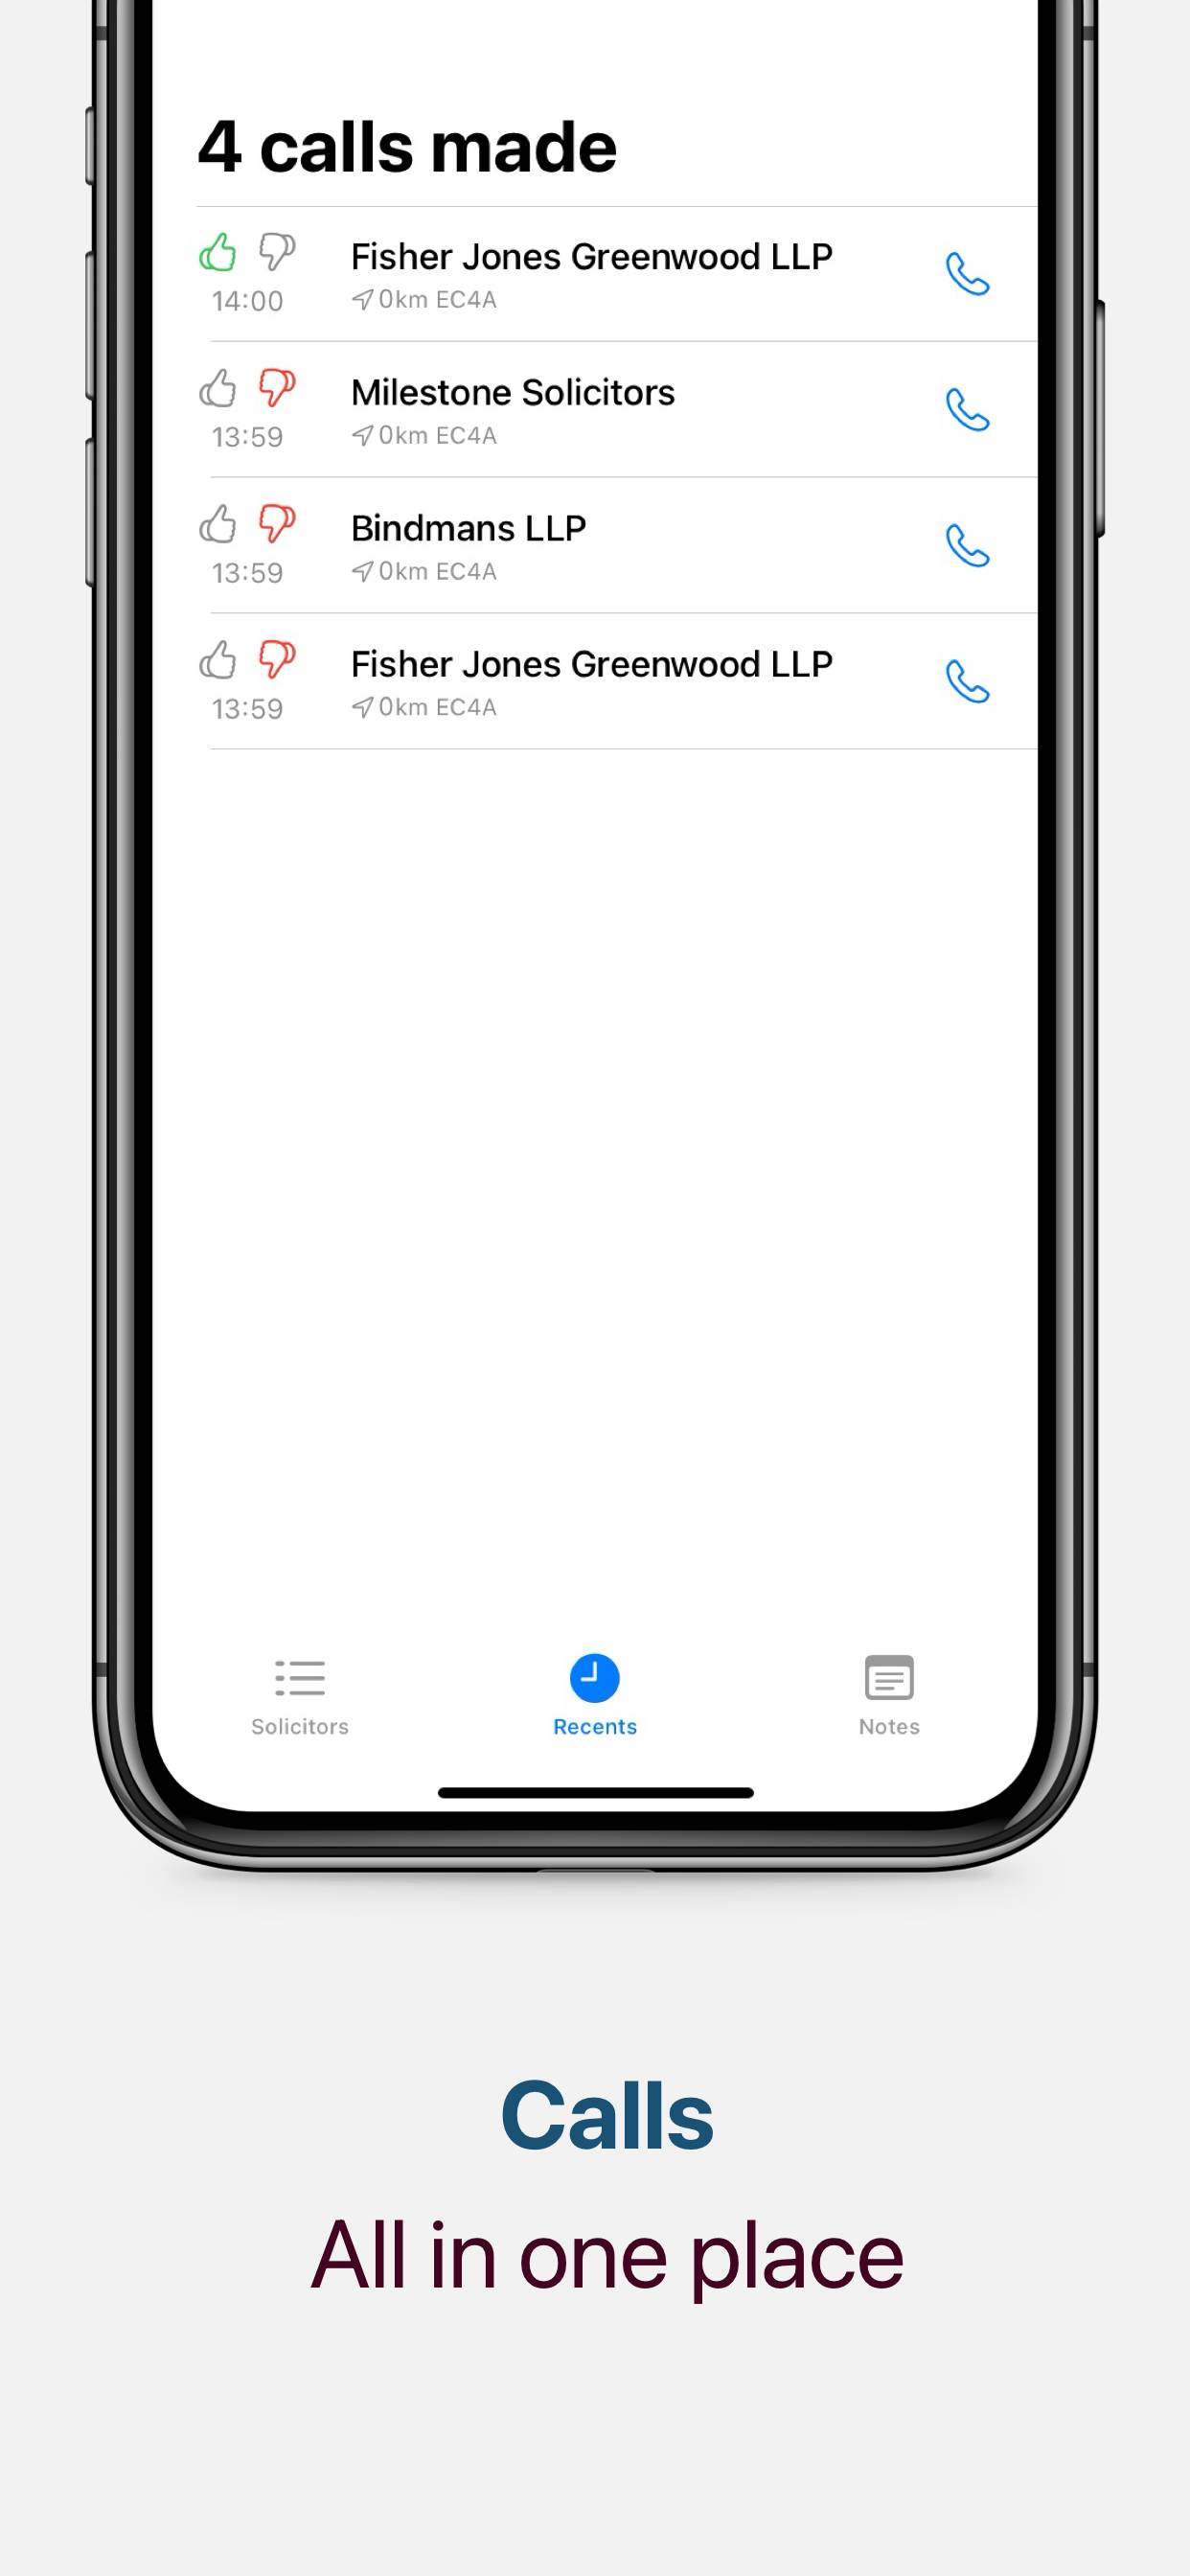 4 calls made
Fisher Jones Greenwood LLP
14:00
0km EC4A
Milestone Solicitors
13:59
0km EC4A
Bindmans LLP
13:59
0km EC4A
Fisher Jones Greenwood LLP
13:59
0km EC4A
Solicitors
Recents
Notes
Calls
All in one place